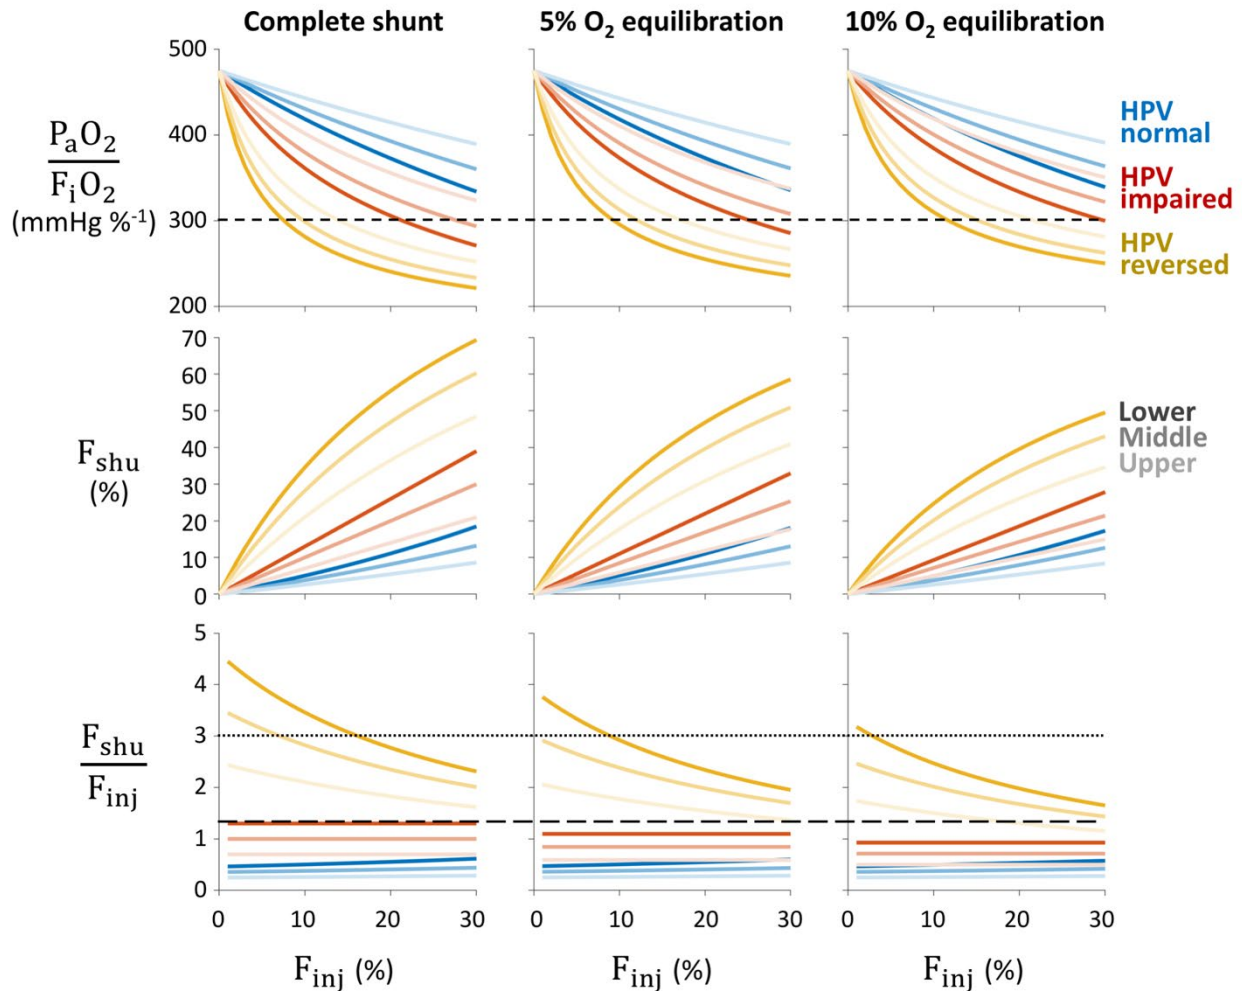 Complete shunt
5% O₂ equilibration
10% O₂ equilibration
500
400
300
200
PₐO₂
FᵢO₂
(mmHg %⁻¹)
HPV
normal
HPV
impaired
HPV
reversed
70
60
50
40
30
20
10
0
Fshu
(%)
Lower
Middle
Upper
5
4
3
2
1
0
Fshu
Finj
0 10 20 30
0 10 20 30
0 10 20 30
Finj (%)
Finj (%)
Finj (%)